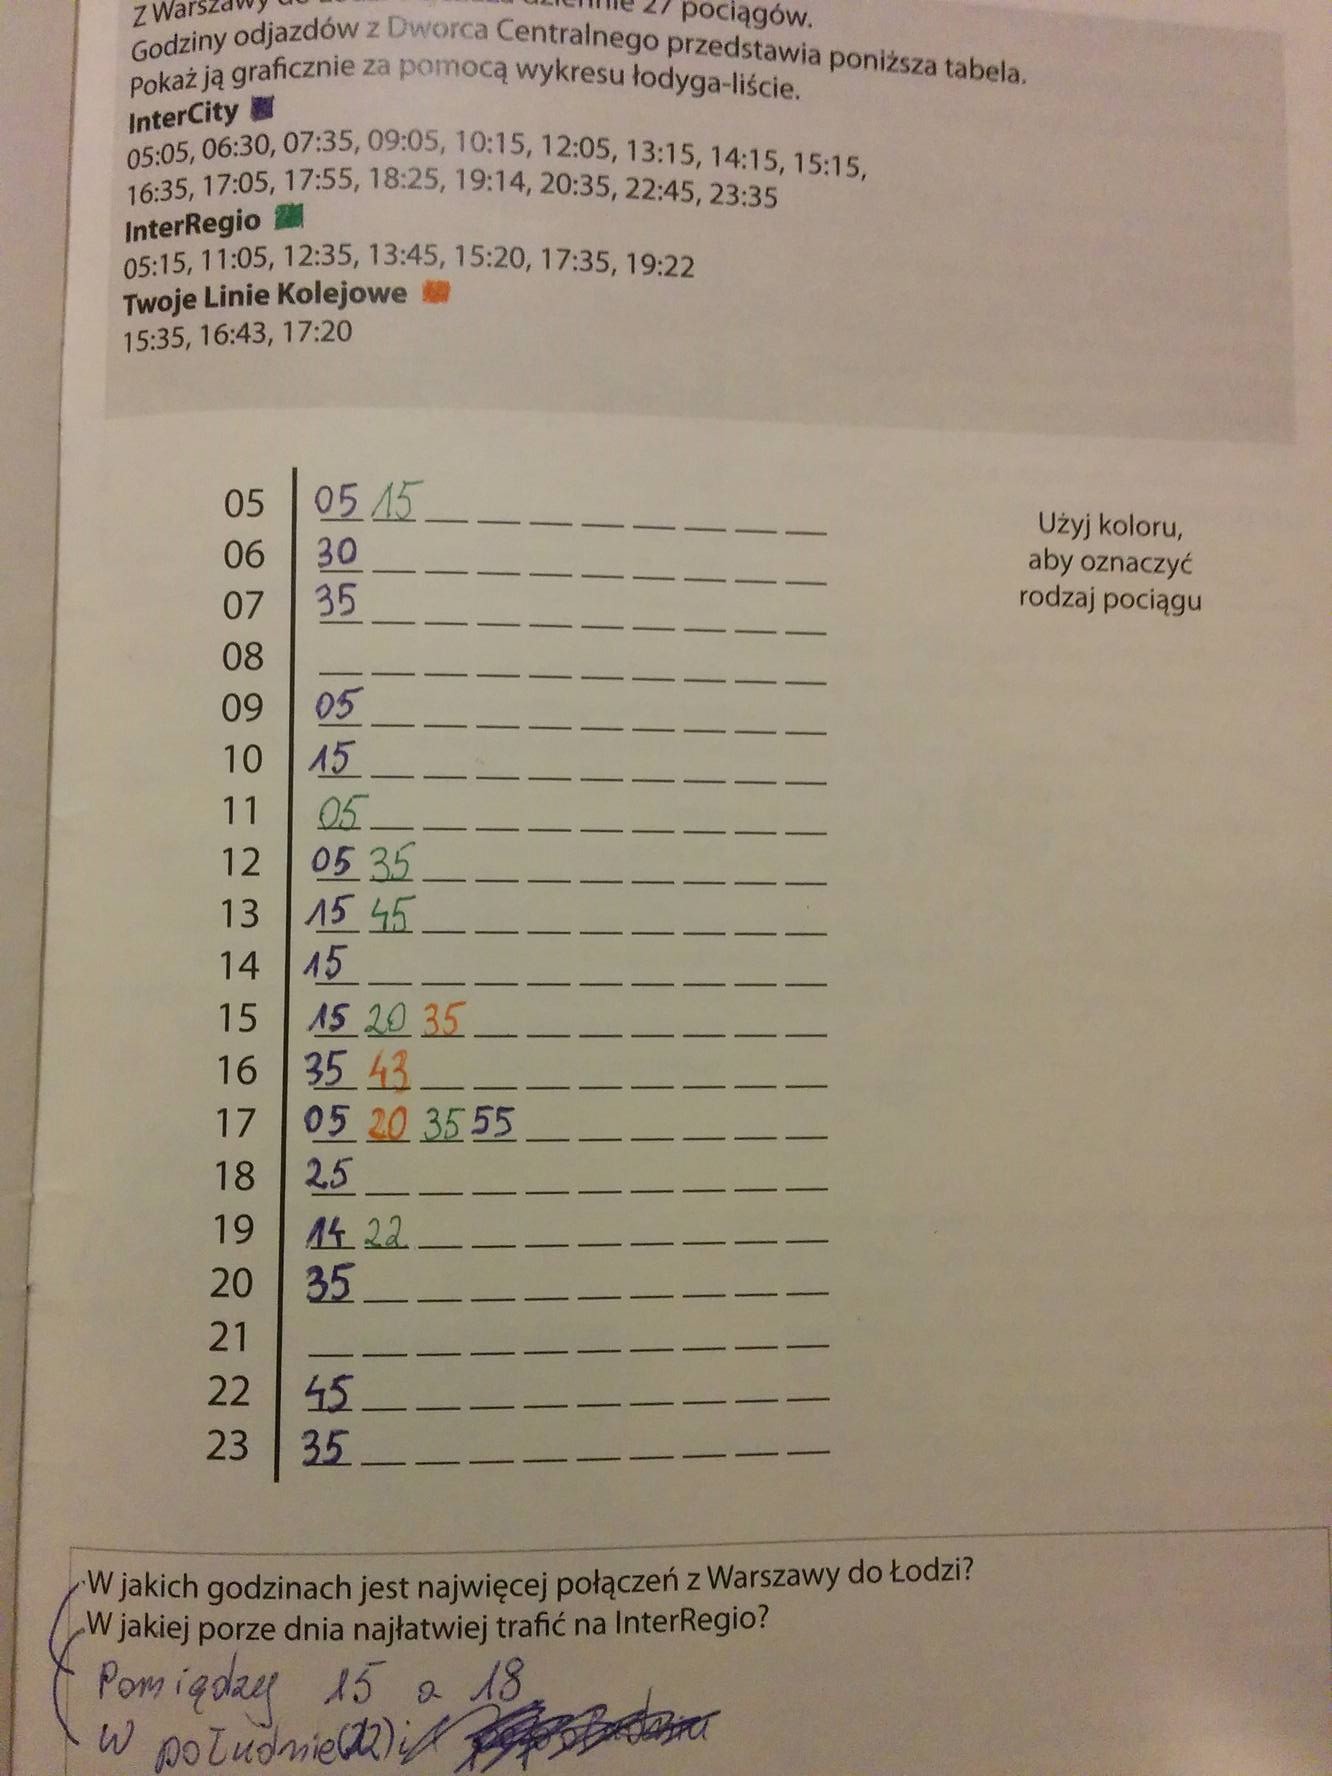 Z Warszawy do 27 pociągów.
Godziny odjazdów z Dworca Centralnego przedstawia poniższa tabela.
Pokaż ją graficznie za pomocą wykresu łodyga-liście.
InterCity
05:05, 06:30, 07:35, 09:05, 10:15, 12:05, 13:15, 14:15, 15:15,
16:35, 17:05, 17:55, 18:25, 19:14, 20:35, 22:45, 23:35
InterRegio
05:15, 11:05, 12:35, 13:45, 15:20, 17:35, 19:22
Twoje Linie Kolejowe
15:35, 16:43, 17:20
05 05 15
06 30
07 35
08
09 05
10 15
11 05
12 05 35
13 15 45
14 15
15 15 20 35
16 35 43
17 05 20 35 55
18 25
19 14 22
20 35
21
22 45
23 35
Użyj koloru,
aby oznaczyć
rodzaj pociągu
W jakich godzinach jest najwięcej połączeń z Warszawy do Łodzi?
W jakiej porze dnia najłatwiej trafić na InterRegio?
Pomiądzy 15 a 18
W południe